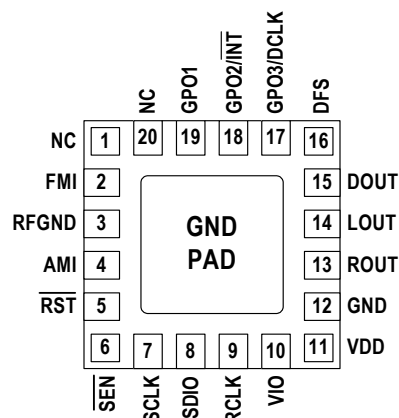 NC
GPO1
GPO2/INT
GPO3/DCLK
DFS
NC 1 20 19 18 17 16
FMI 2 15 DOUT
RFGND 3 GND 14 LOUT
AMI 4 PAD 13 ROUT
RST 5 12 GND
6 7 8 9 10 11 VDD
SEN
SCLK
SDIO
RCLK
VIO